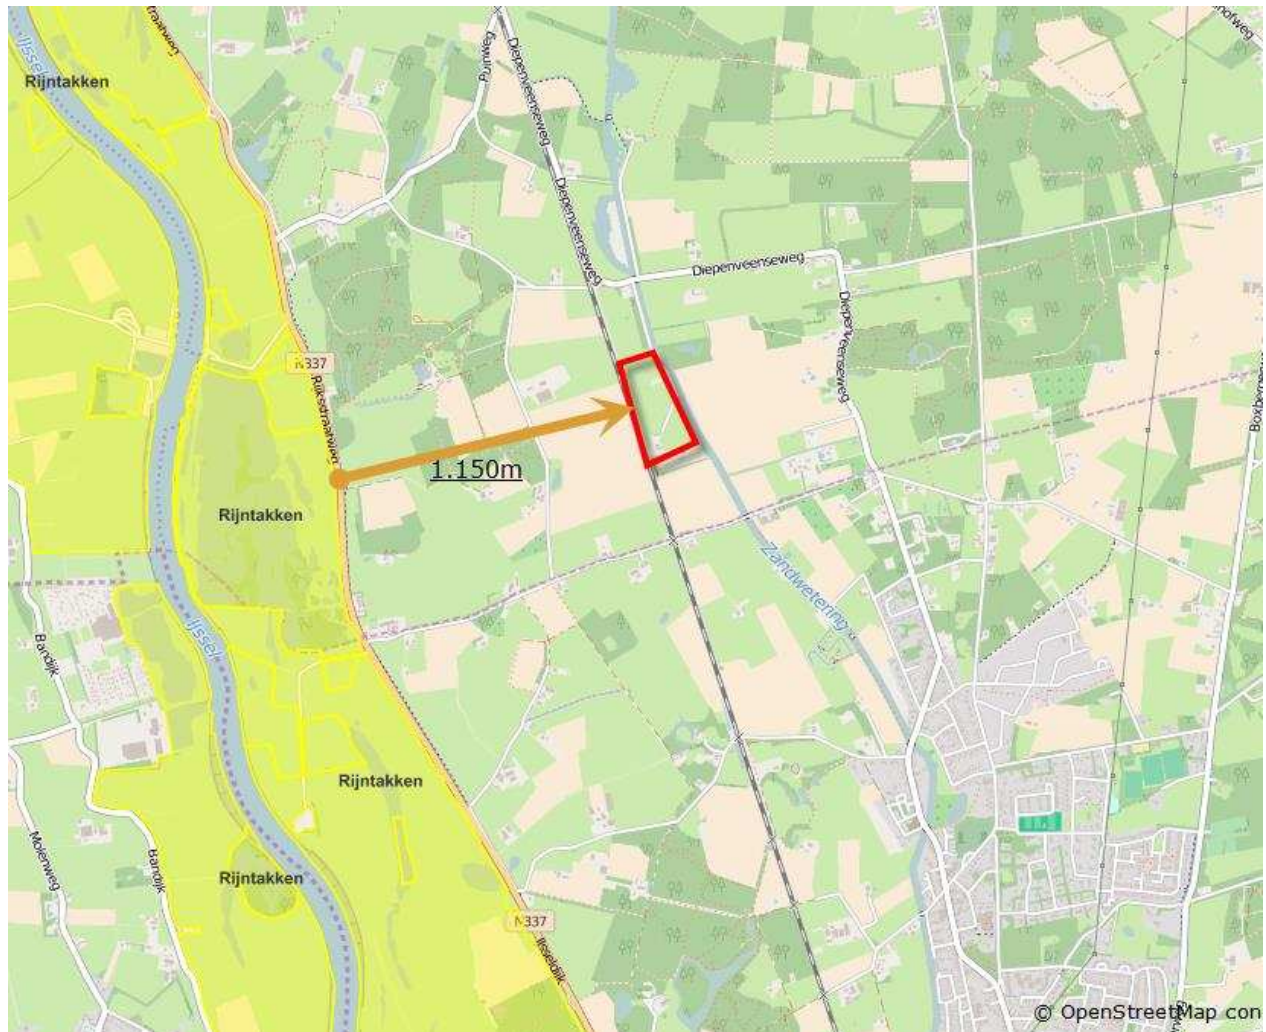 IJssel
Rijntakken
Diepenveenseweg
Diepenveenseweg
Diepenveenseweg
Diepenveenseweg
N337
Rijksstraatweg
1.150m
Rijntakken
Zandwetering
IJssel
Bandijk
Rijntakken
Molenweg
Bandijk
Rijntakken
N337
IJsseldijk
© OpenStreetMap con